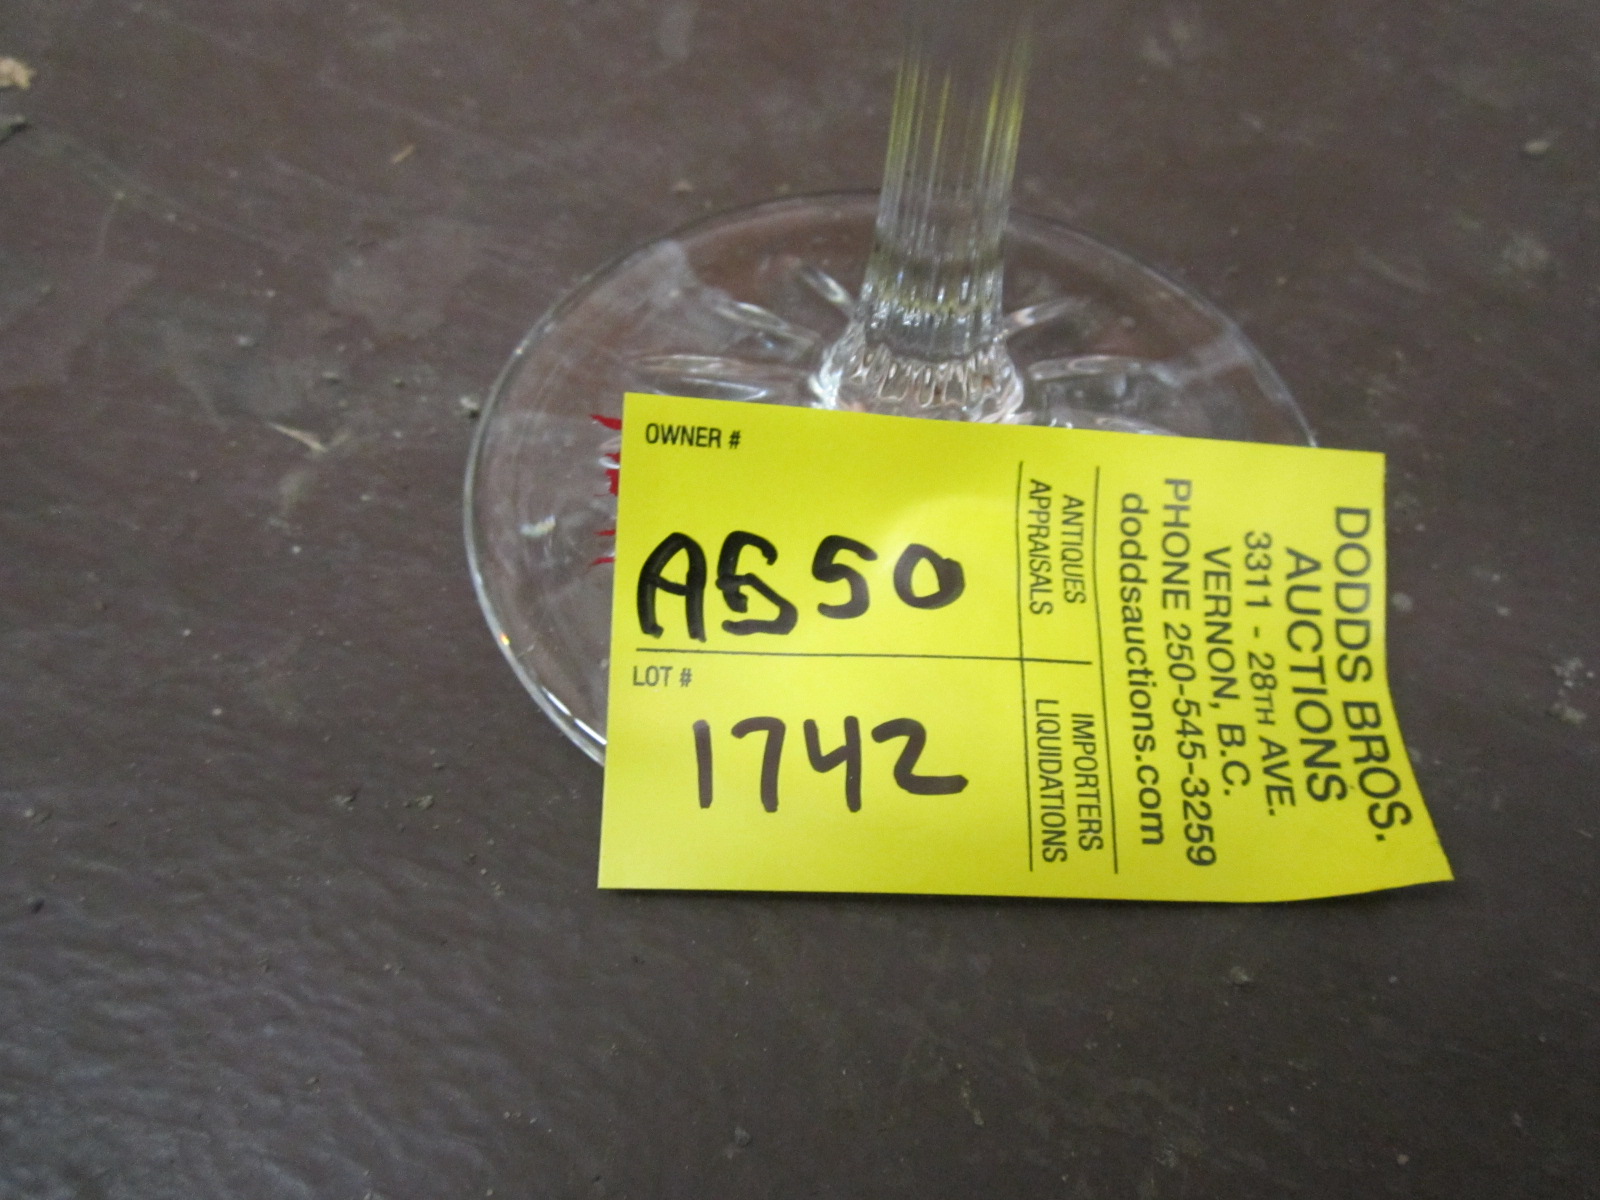 OWNER #
A5550
LOT #
1742
ANTIQUES
APPRAISALS
IMPORTERS
LIQUIDATIONS
DODDS BROS.
AUCTIONS
3311 - 28TH AVE.
VERNON, B.C.
PHONE 250-545-3259
doddsauctions.com